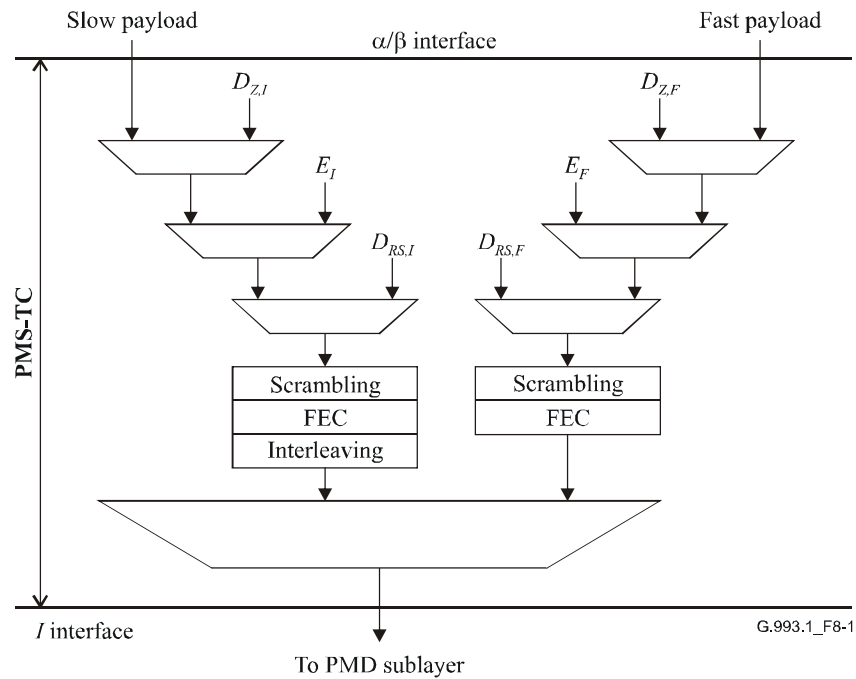 Slow payload
Fast payload
α/β interface
D_{Z,I}
D_{Z,F}
E_I
E_F
D_{RS,I}
D_{RS,F}
PMS-TC
Scrambling
FEC
Interleaving
Scrambling
FEC
I interface
G.993.1_F8-1
To PMD sublayer